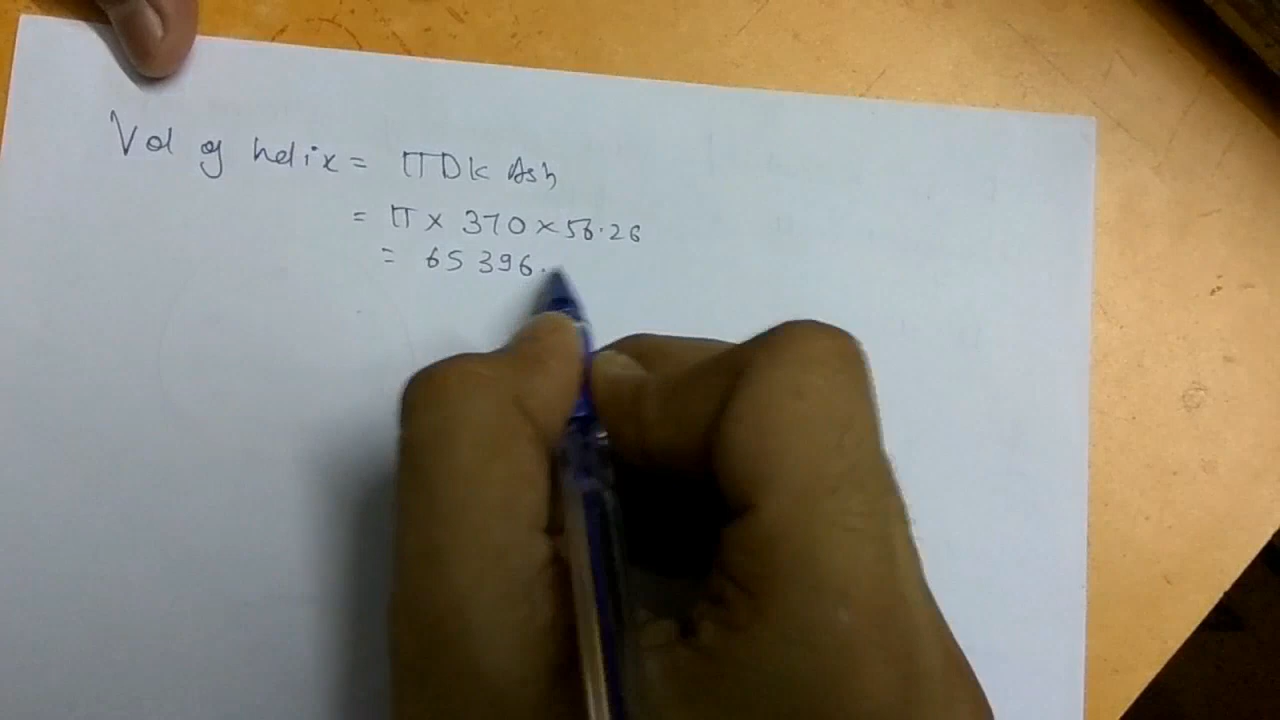 Vol of helix = πDk Ash
= π × 370 × 56.26
= 65396.